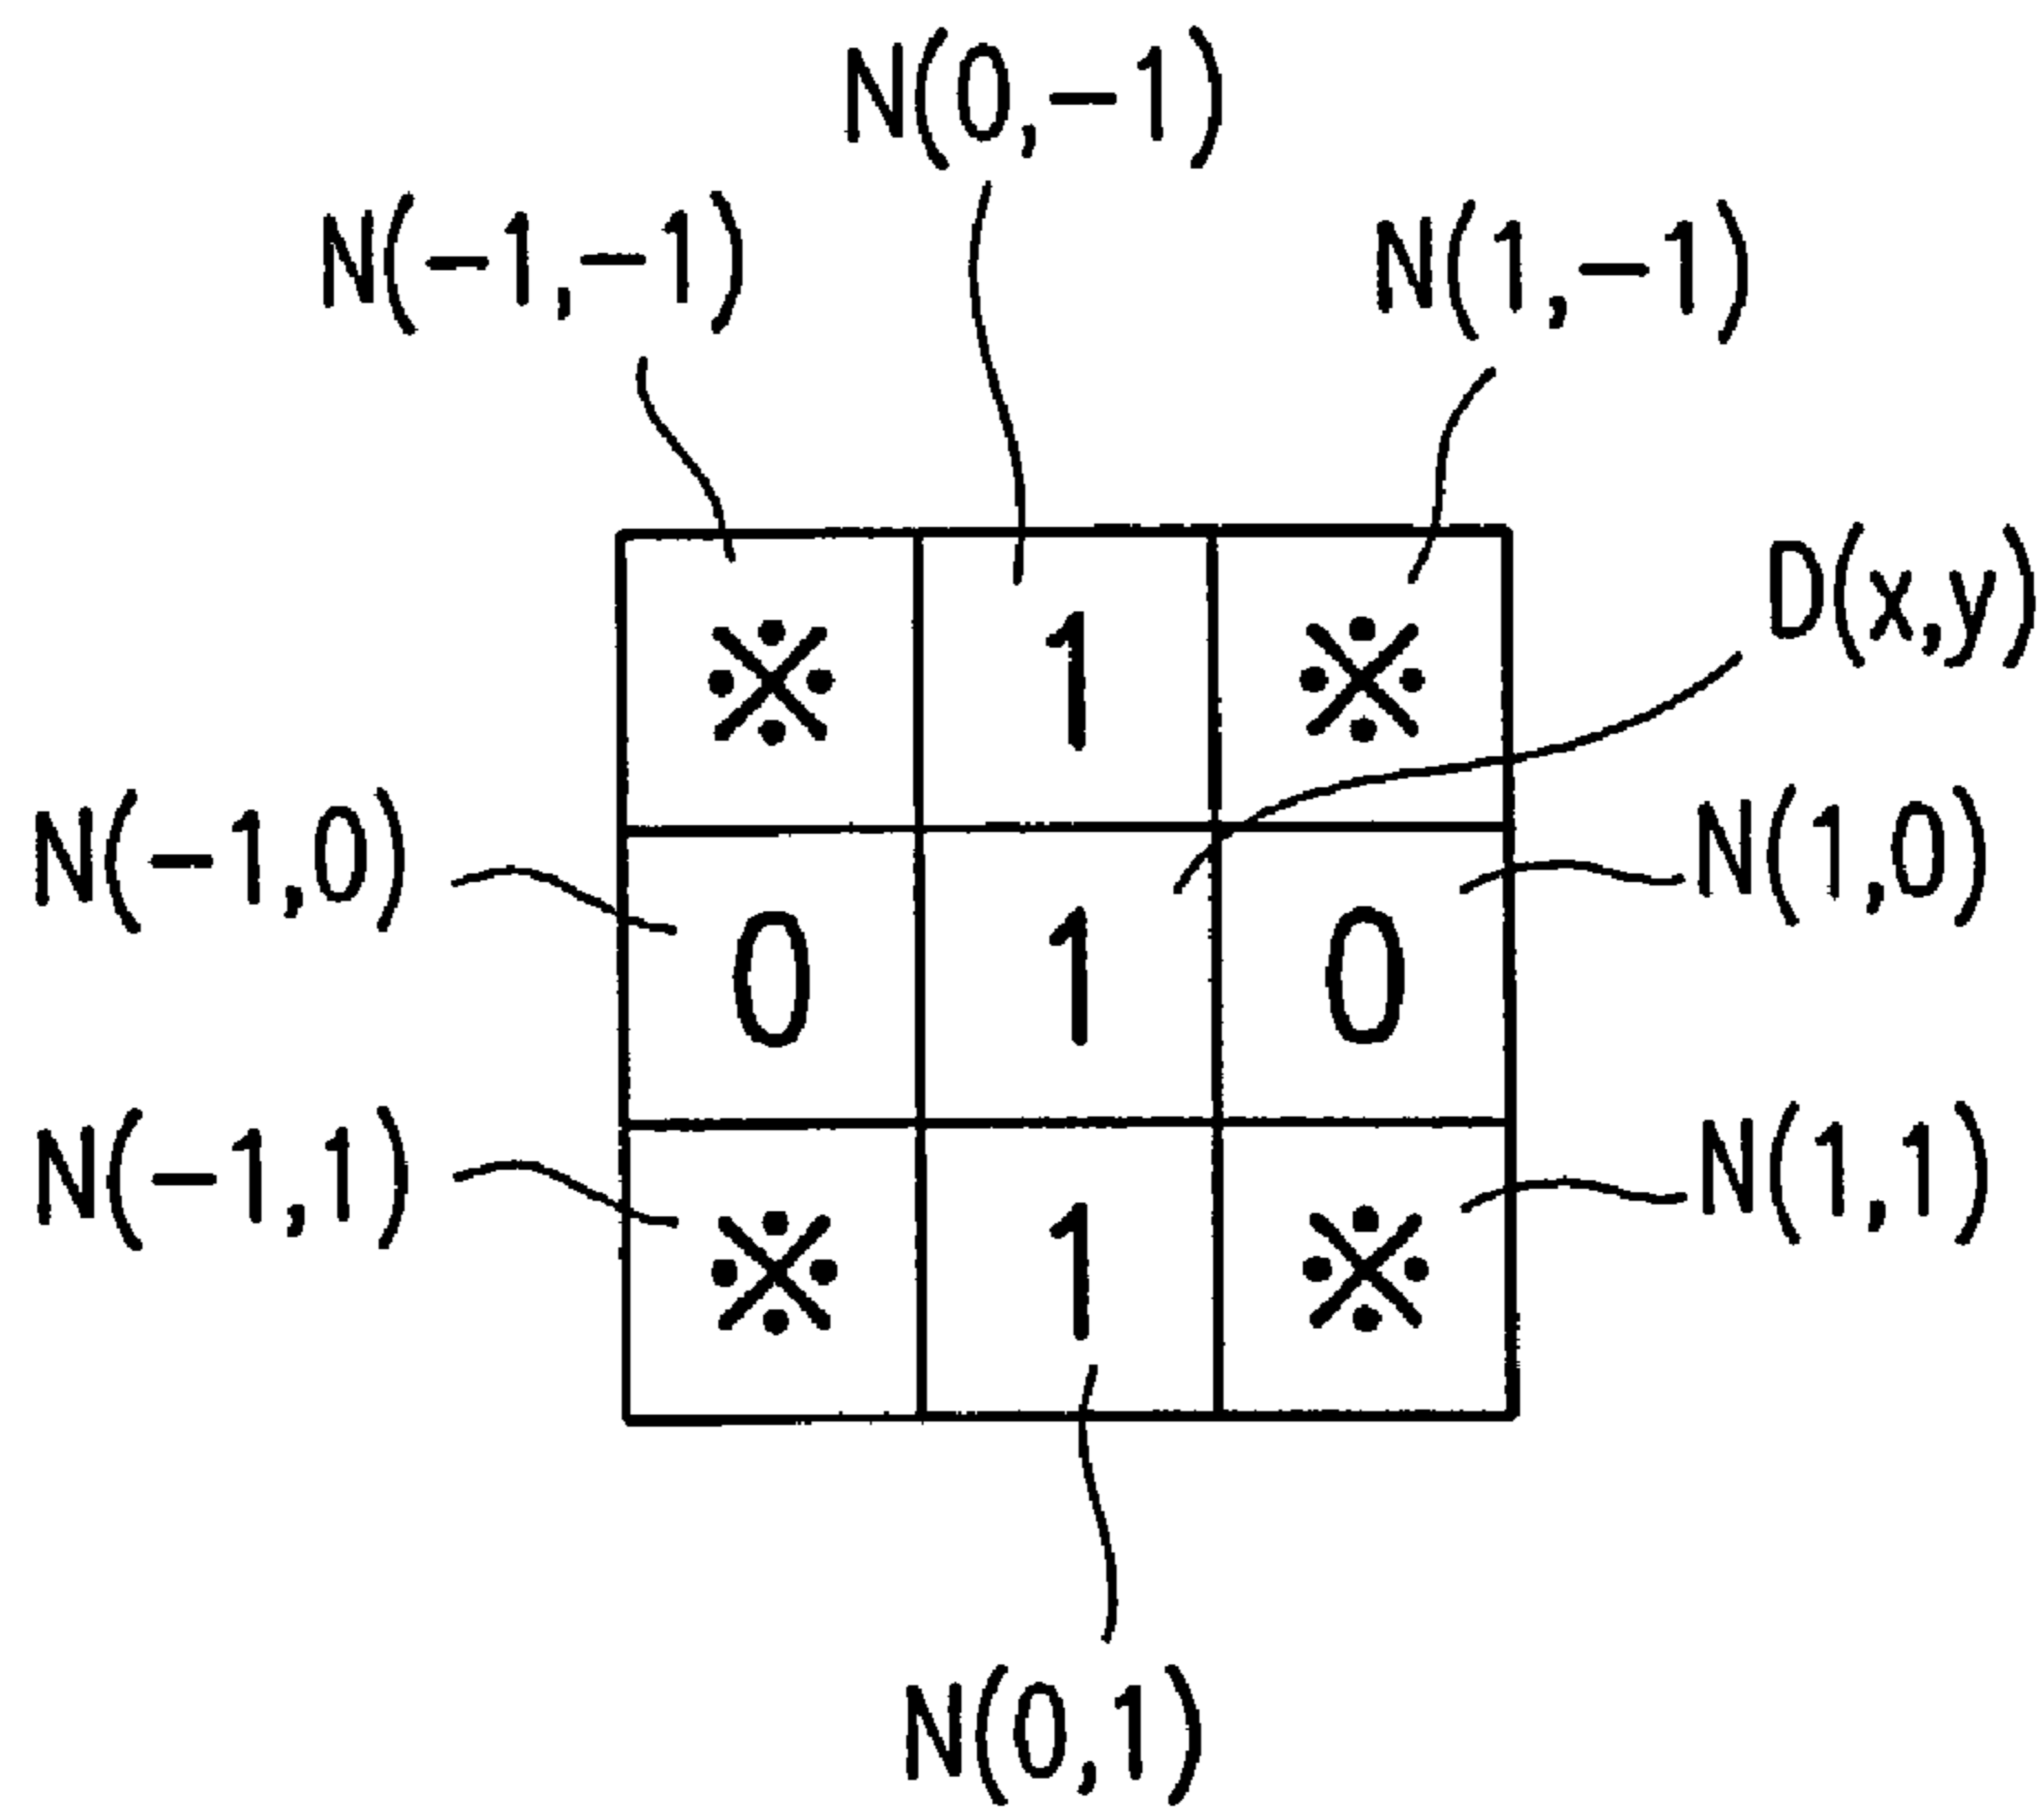 N(0,-1)
N(-1,-1)
N(1,-1)
D(x,y)
※ 1 ※
N(-1,0)
N(1,0)
0 1 0
N(-1,1)
N(1,1)
※ 1 ※
N(0,1)